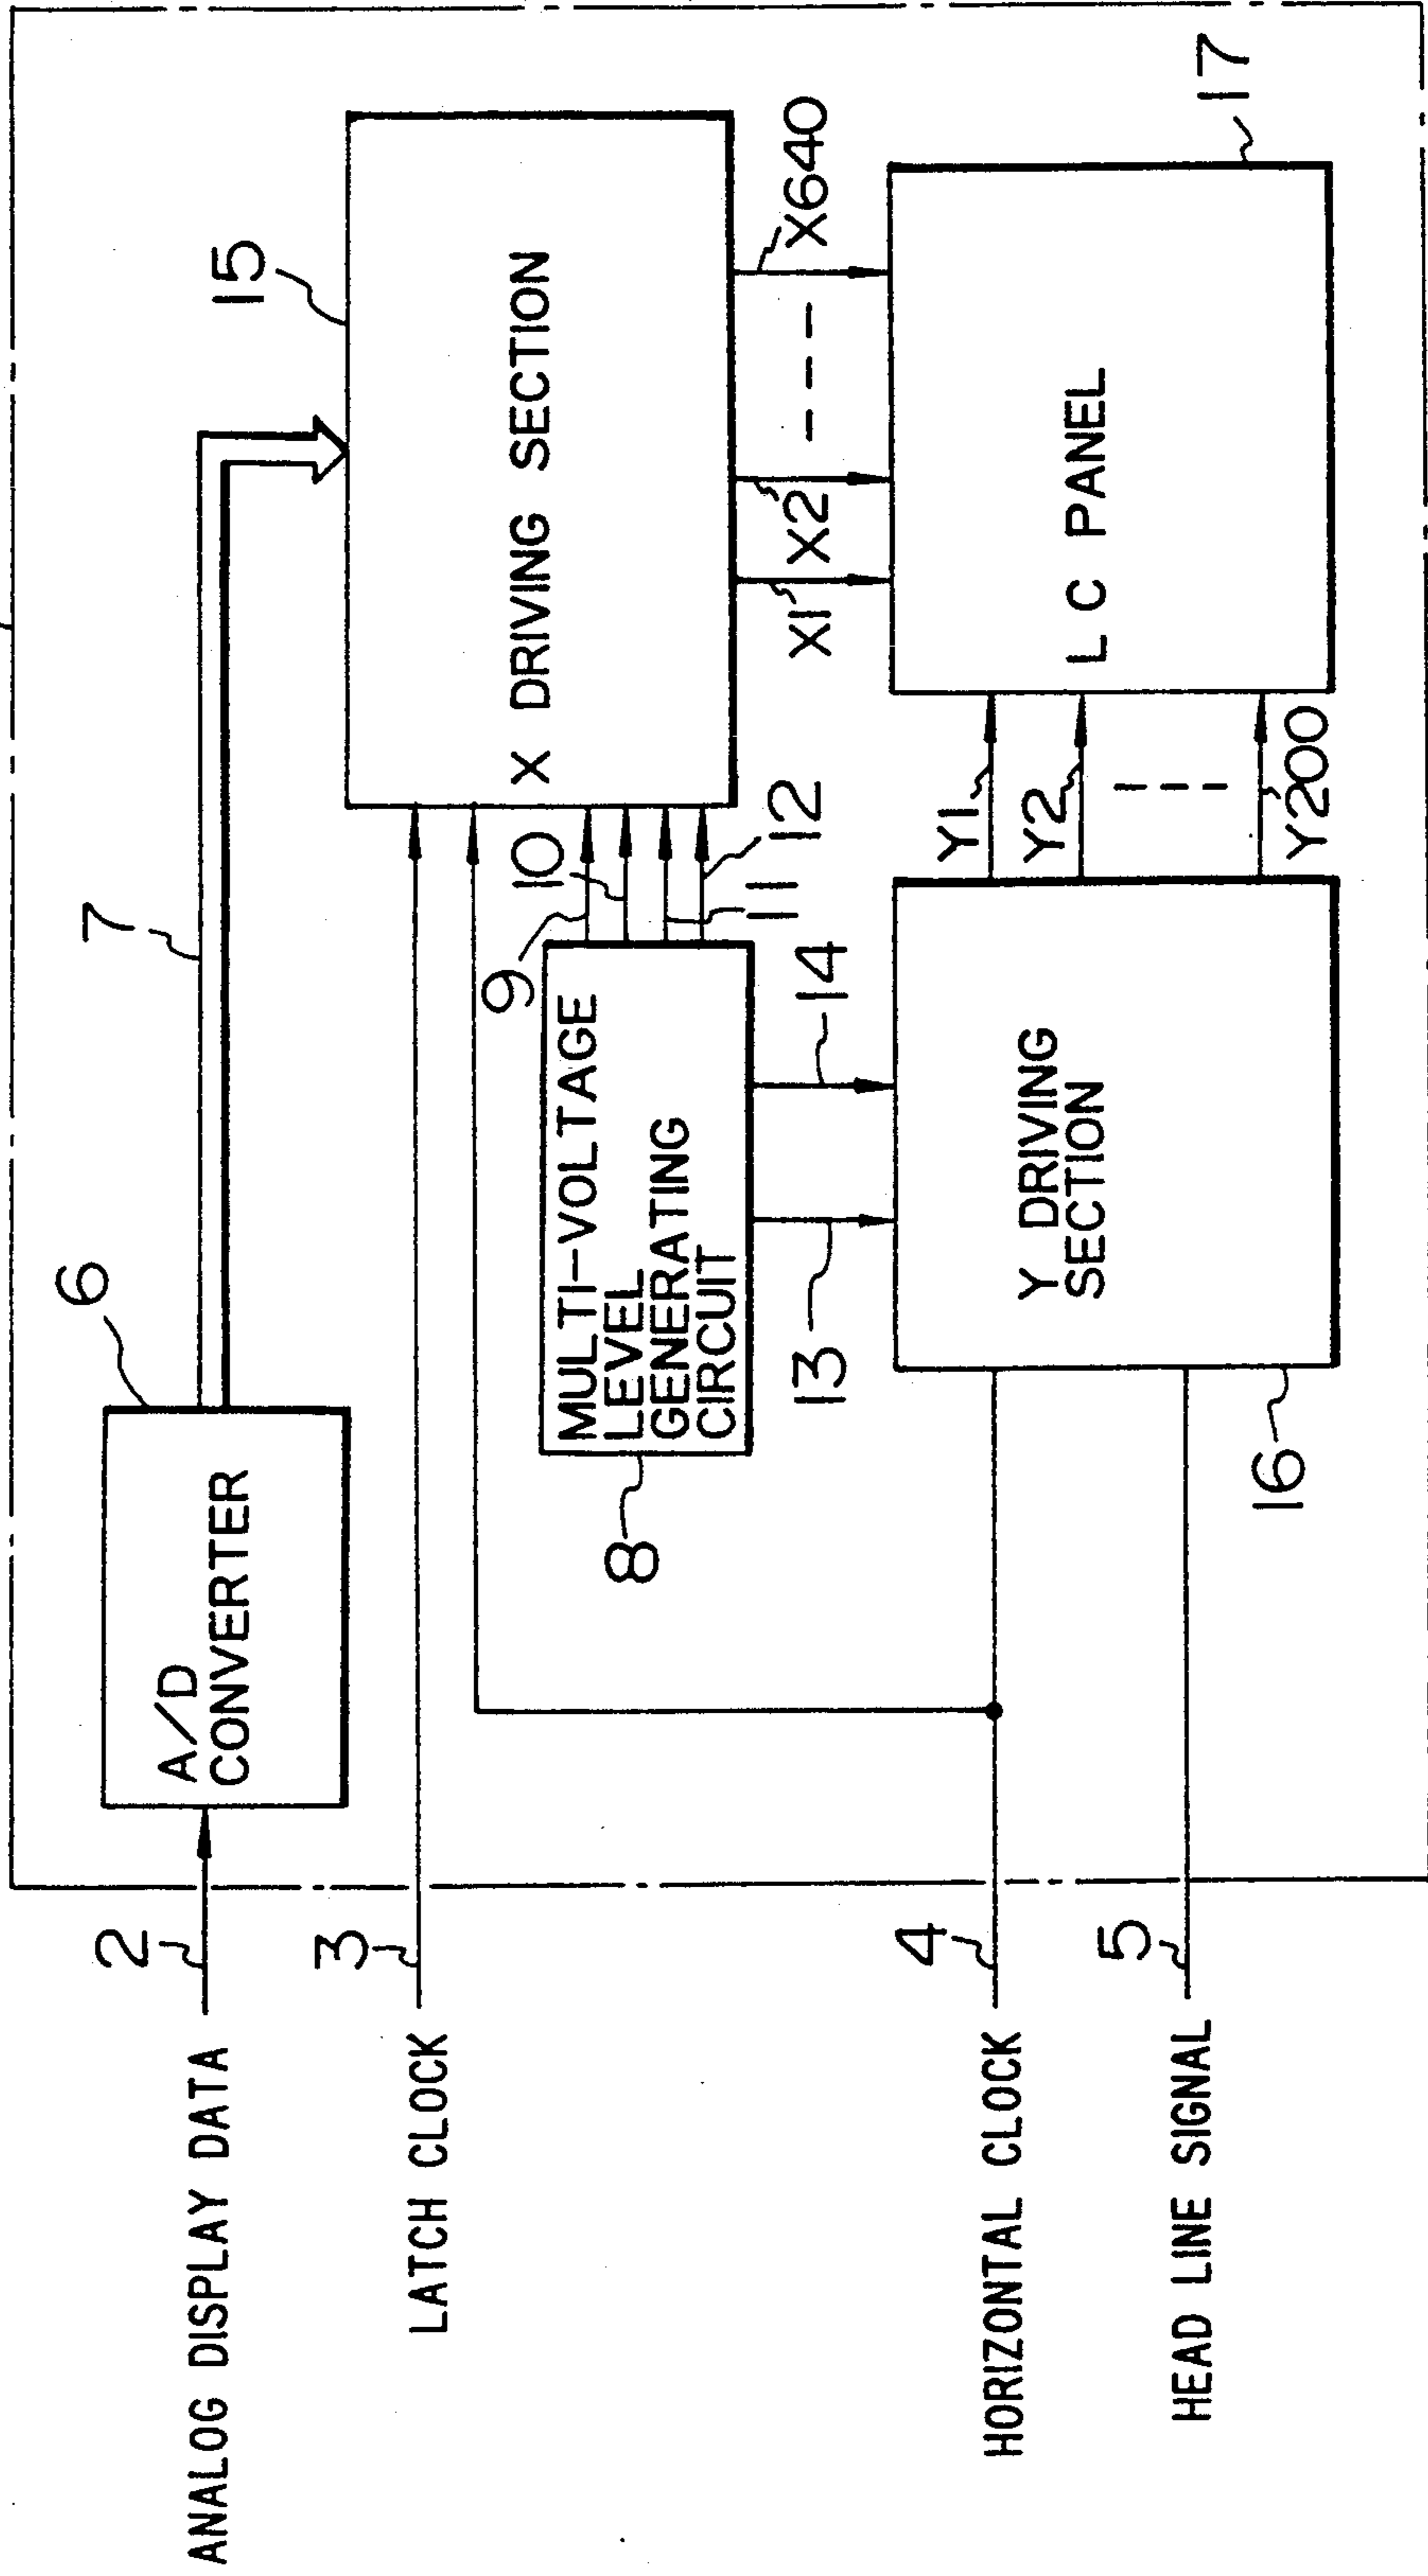 6
7
15
A/D
CONVERTER
X DRIVING SECTION
ANALOG DISPLAY DATA
2
LATCH CLOCK
3
9
10
11
12
MULTI-VOLTAGE
LEVEL
GENERATING
CIRCUIT
8
X1
X2
X640
13
14
Y DRIVING
SECTION
16
Y1
Y2
Y200
L C PANEL
17
HORIZONTAL CLOCK
4
HEAD LINE SIGNAL
5